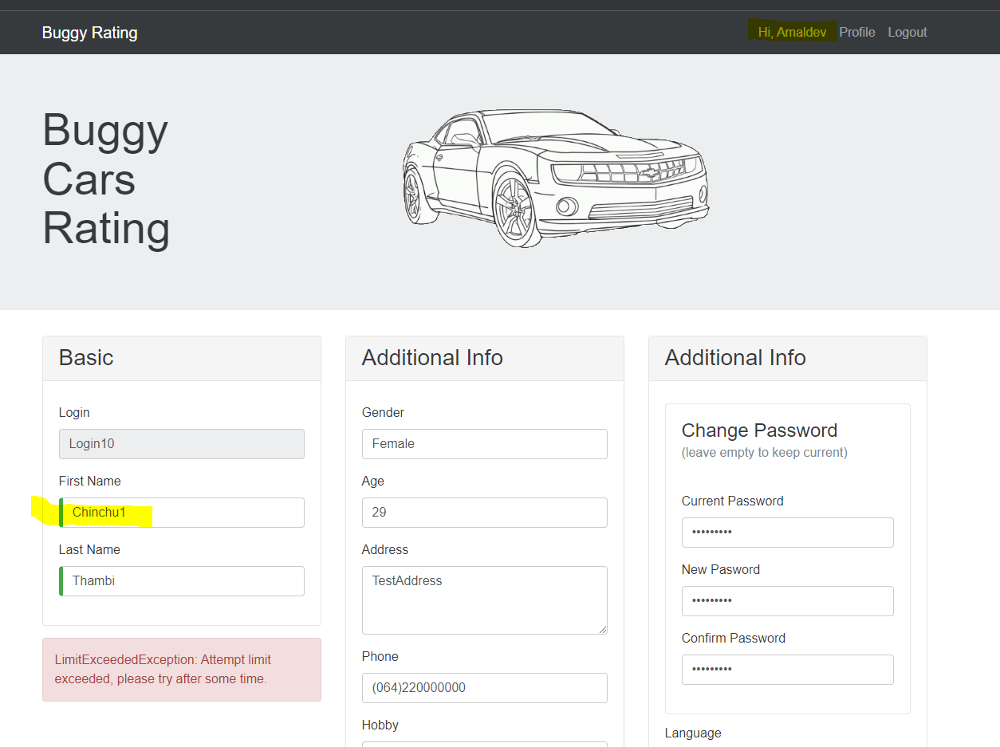 Buggy Rating
Hi, Amaldev Profile Logout
Buggy
Cars
Rating
Basic
Login
Login10
First Name
Chinchu1
Last Name
Thambi
LimitExceededException: Attempt limit
exceeded, please try after some time.
Additional Info
Gender
Female
Age
29
Address
TestAddress
Phone
(064)220000000
Hobby
Additional Info
Change Password
(leave empty to keep current)
Current Password
•••••••••
New Pasword
•••••••••
Confirm Password
•••••••••
Language